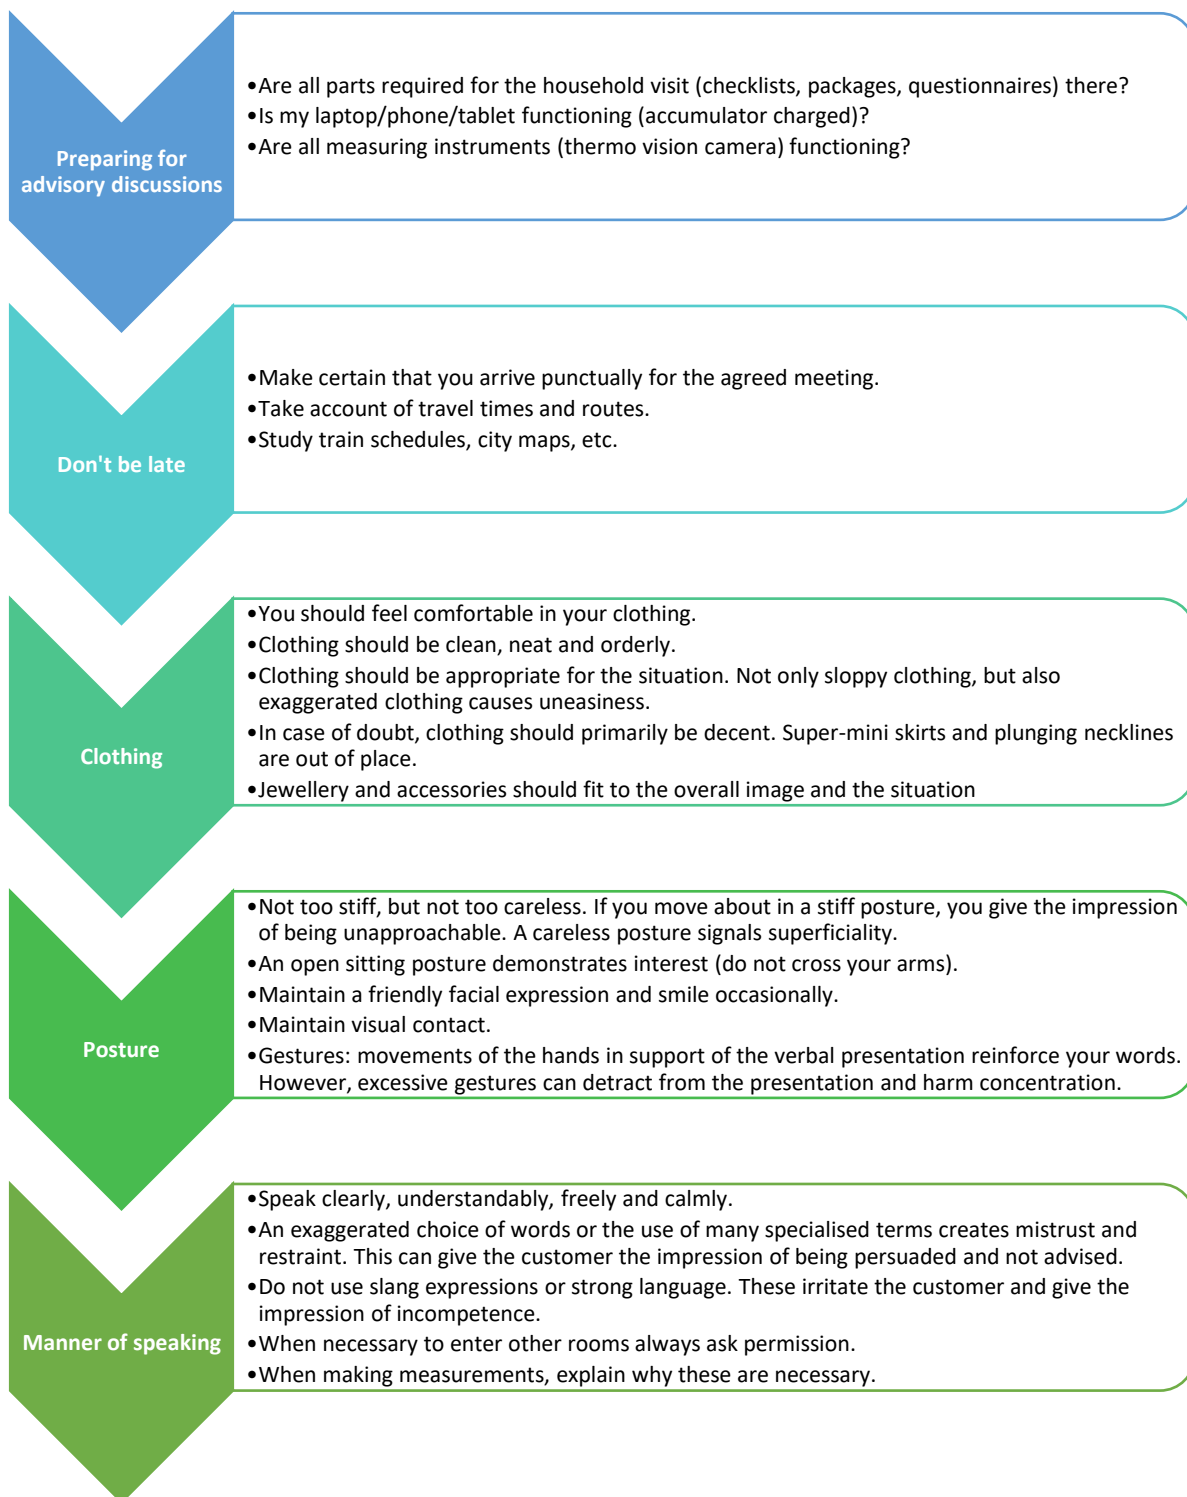 Preparing for
advisory discussions
•Are all parts required for the household visit (checklists, packages, questionnaires) there?
•Is my laptop/phone/tablet functioning (accumulator charged)?
•Are all measuring instruments (thermo vision camera) functioning?
Don't be late
•Make certain that you arrive punctually for the agreed meeting.
•Take account of travel times and routes.
•Study train schedules, city maps, etc.
Clothing
•You should feel comfortable in your clothing.
•Clothing should be clean, neat and orderly.
•Clothing should be appropriate for the situation. Not only sloppy clothing, but also
exaggerated clothing causes uneasiness.
•In case of doubt, clothing should primarily be decent. Super-mini skirts and plunging necklines
are out of place.
•Jewellery and accessories should fit to the overall image and the situation
Posture
•Not too stiff, but not too careless. If you move about in a stiff posture, you give the impression
of being unapproachable. A careless posture signals superficiality.
•An open sitting posture demonstrates interest (do not cross your arms).
•Maintain a friendly facial expression and smile occasionally.
•Maintain visual contact.
•Gestures: movements of the hands in support of the verbal presentation reinforce your words.
However, excessive gestures can detract from the presentation and harm concentration.
Manner of speaking
•Speak clearly, understandably, freely and calmly.
•An exaggerated choice of words or the use of many specialised terms creates mistrust and
restraint. This can give the customer the impression of being persuaded and not advised.
•Do not use slang expressions or strong language. These irritate the customer and give the
impression of incompetence.
•When necessary to enter other rooms always ask permission.
•When making measurements, explain why these are necessary.